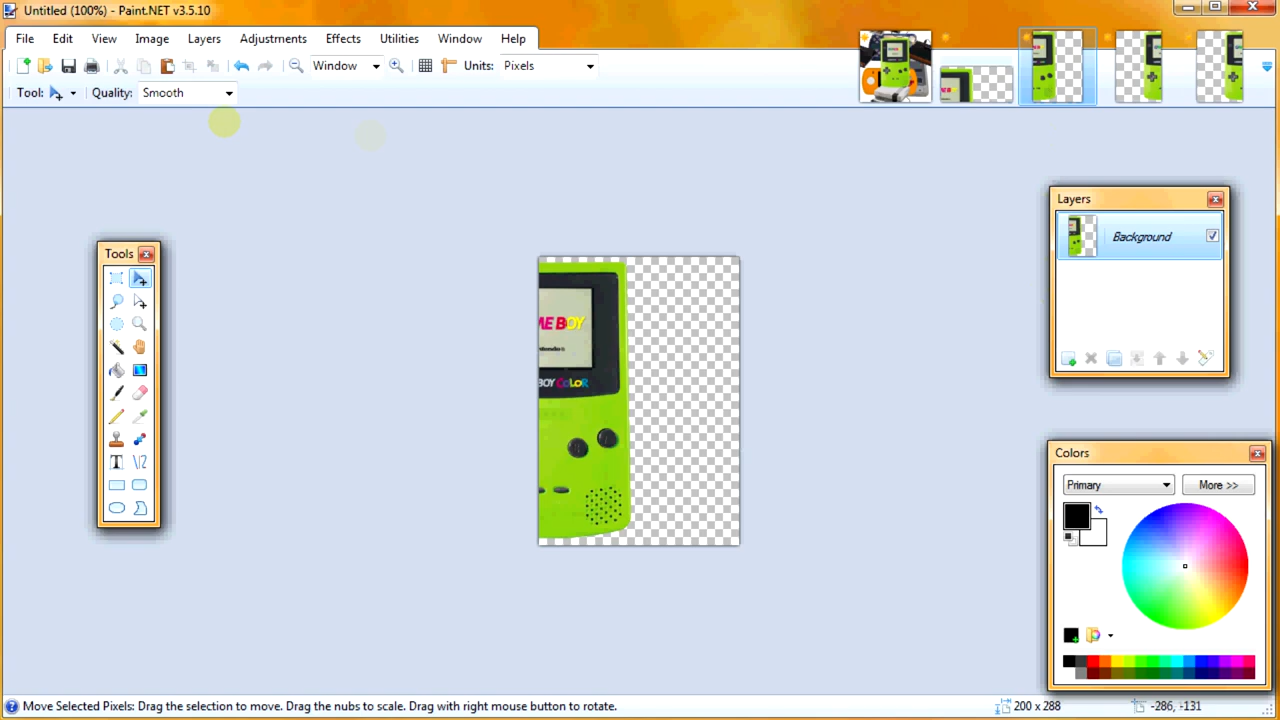 Untitled (100%) - Paint.NET v3.5.10
File Edit View Image Layers Adjustments Effects Utilities Window Help
Window Units: Pixels
Tool: Quality: Smooth
Layers
Background
Tools
ME BOY
BOY COLOR
Colors
Primary More >>
Move Selected Pixels: Drag the selection to move. Drag the nubs to scale. Drag with right mouse button to rotate. 200 x 288 -286, -131